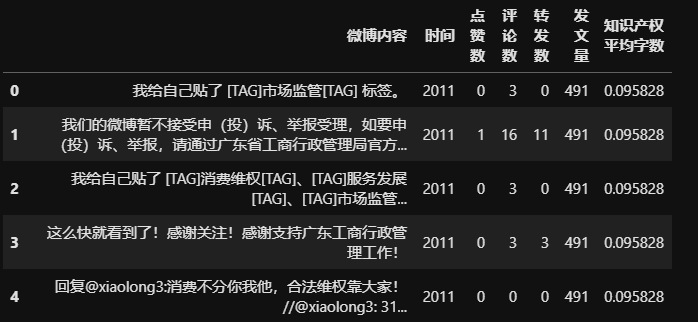 微博内容 时间 点赞数 评论数 转发数 发文量 知识产权平均字数
0 我给自己贴了 [TAG]市场监管[TAG] 标签。 2011 0 3 0 491 0.095828
1 我们的微博暂不接受申（投）诉、举报受理，如要申（投）诉、举报，请通过广东省工商行政管理局官方... 2011 1 16 11 491 0.095828
2 我给自己贴了 [TAG]消费维权[TAG]、[TAG]服务发展[TAG]、[TAG]市场监管... 2011 0 3 0 491 0.095828
3 这么快就看到了！感谢关注！感谢支持广东工商行政管理工作！ 2011 0 3 3 491 0.095828
4 回复@xiaolong3:消费不分你我他，合法维权靠大家！//@xiaolong3: 31... 2011 0 0 0 491 0.095828